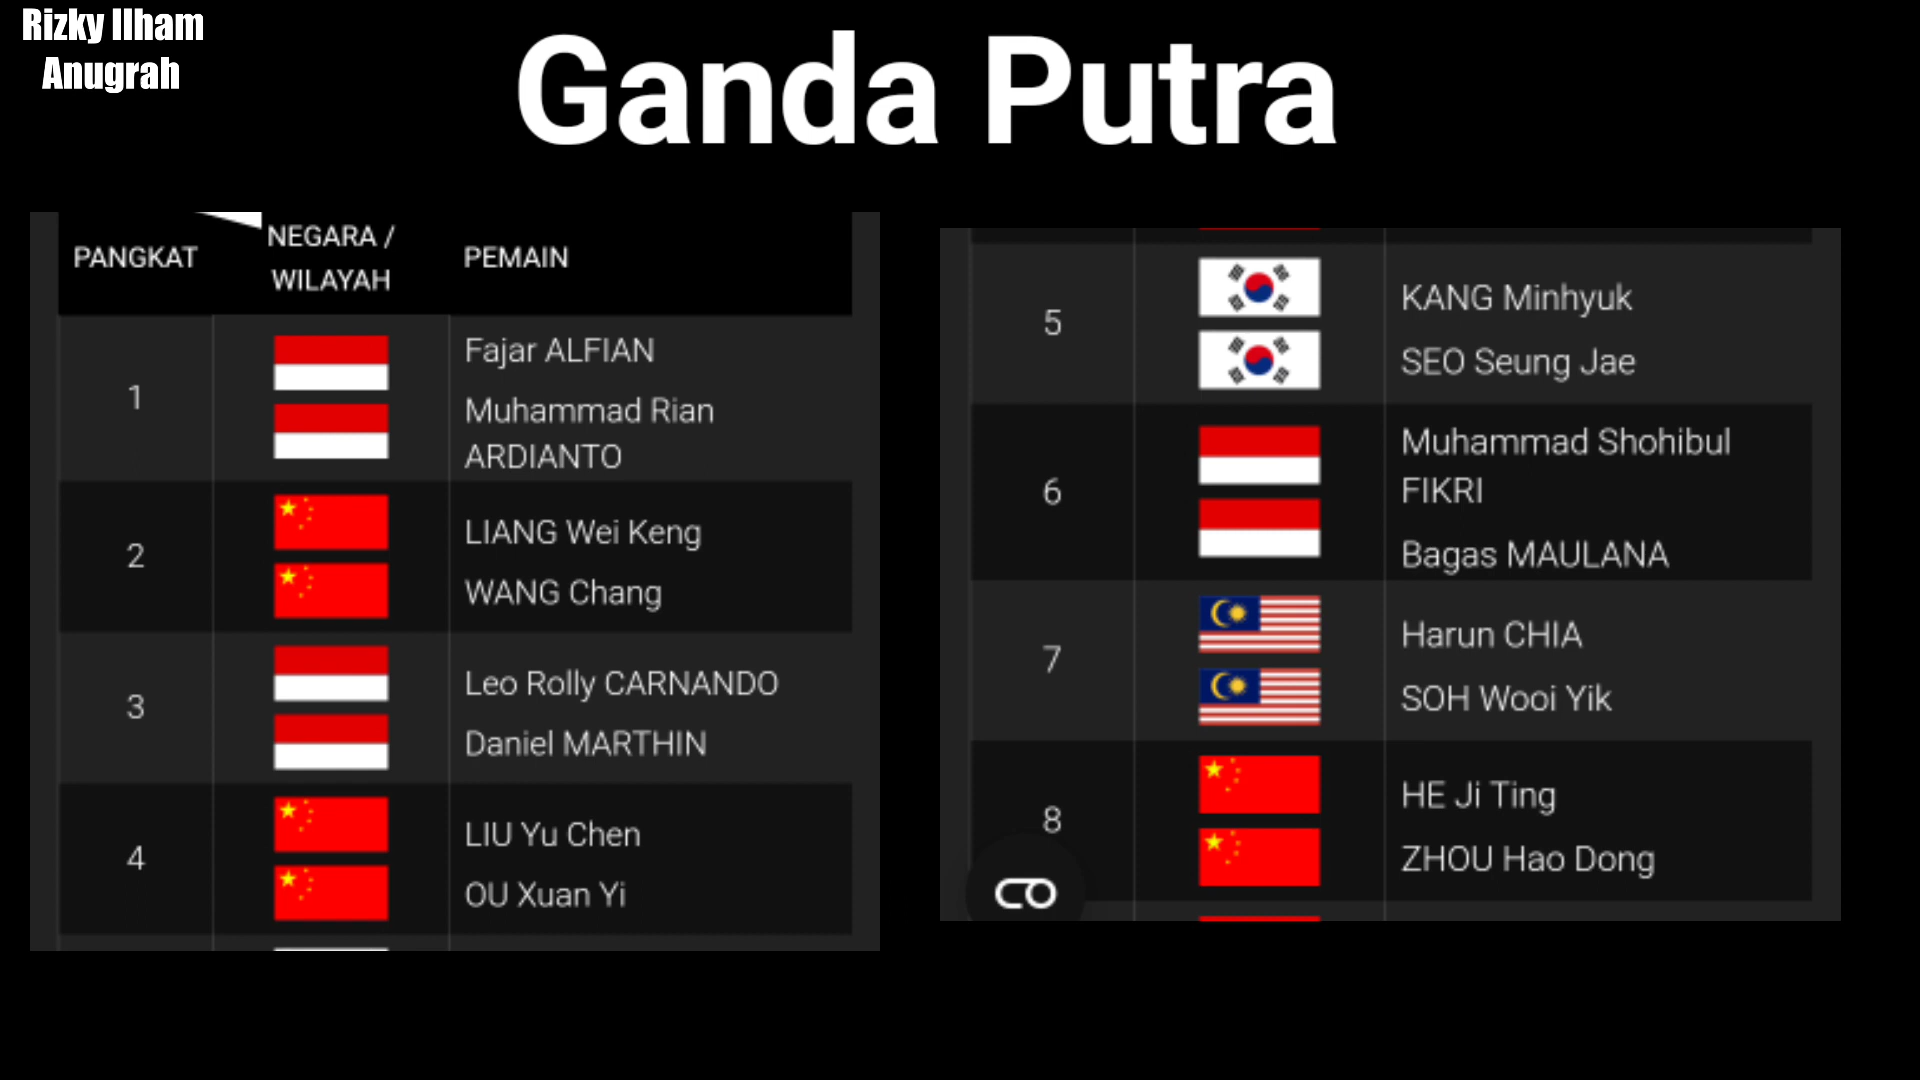 Rizky Ilham
Anugrah
Ganda Putra
PANGKAT
NEGARA /
WILAYAH
PEMAIN
1
Fajar ALFIAN
Muhammad Rian
ARDIANTO
2
LIANG Wei Keng
WANG Chang
3
Leo Rolly CARNANDO
Daniel MARTHIN
4
LIU Yu Chen
OU Xuan Yi
5
KANG Minhyuk
SEO Seung Jae
6
Muhammad Shohibul
FIKRI
Bagas MAULANA
7
Harun CHIA
SOH Wooi Yik
8
HE Ji Ting
ZHOU Hao Dong